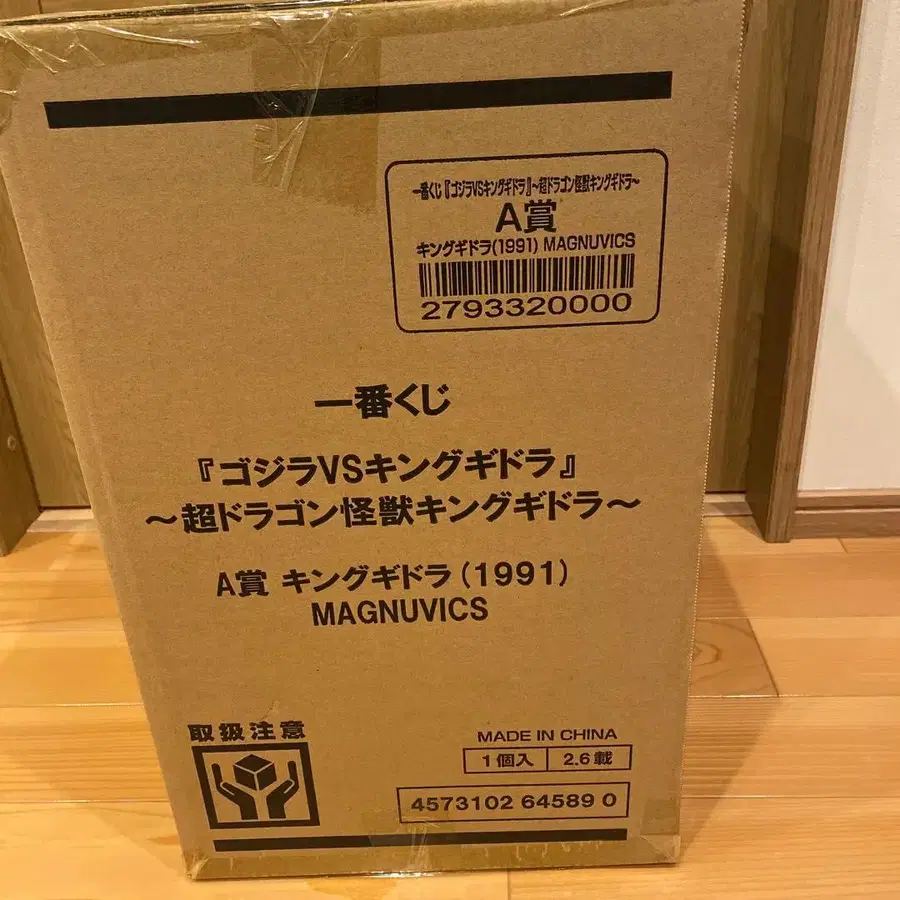 一番くじ『ゴジラVSキングギドラ』~超ドラゴン怪獣キングギドラ~
A賞
キングギドラ(1991) MAGNUVICS
2793320000
一番くじ
『ゴジラVSキングギドラ』
~超ドラゴン怪獣キングギドラ~
A賞 キングギドラ(1991)
MAGNUVICS
取扱注意
MADE IN CHINA
1個入 2.6載
4573102 64589 0